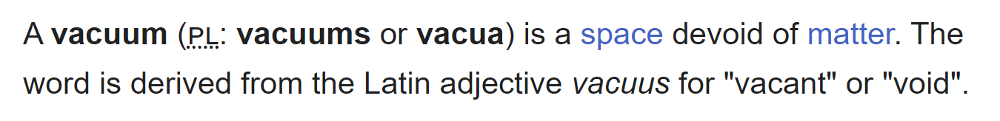 A vacuum (PL: vacuums or vacua) is a space devoid of matter. The
word is derived from the Latin adjective vacuus for "vacant" or "void".